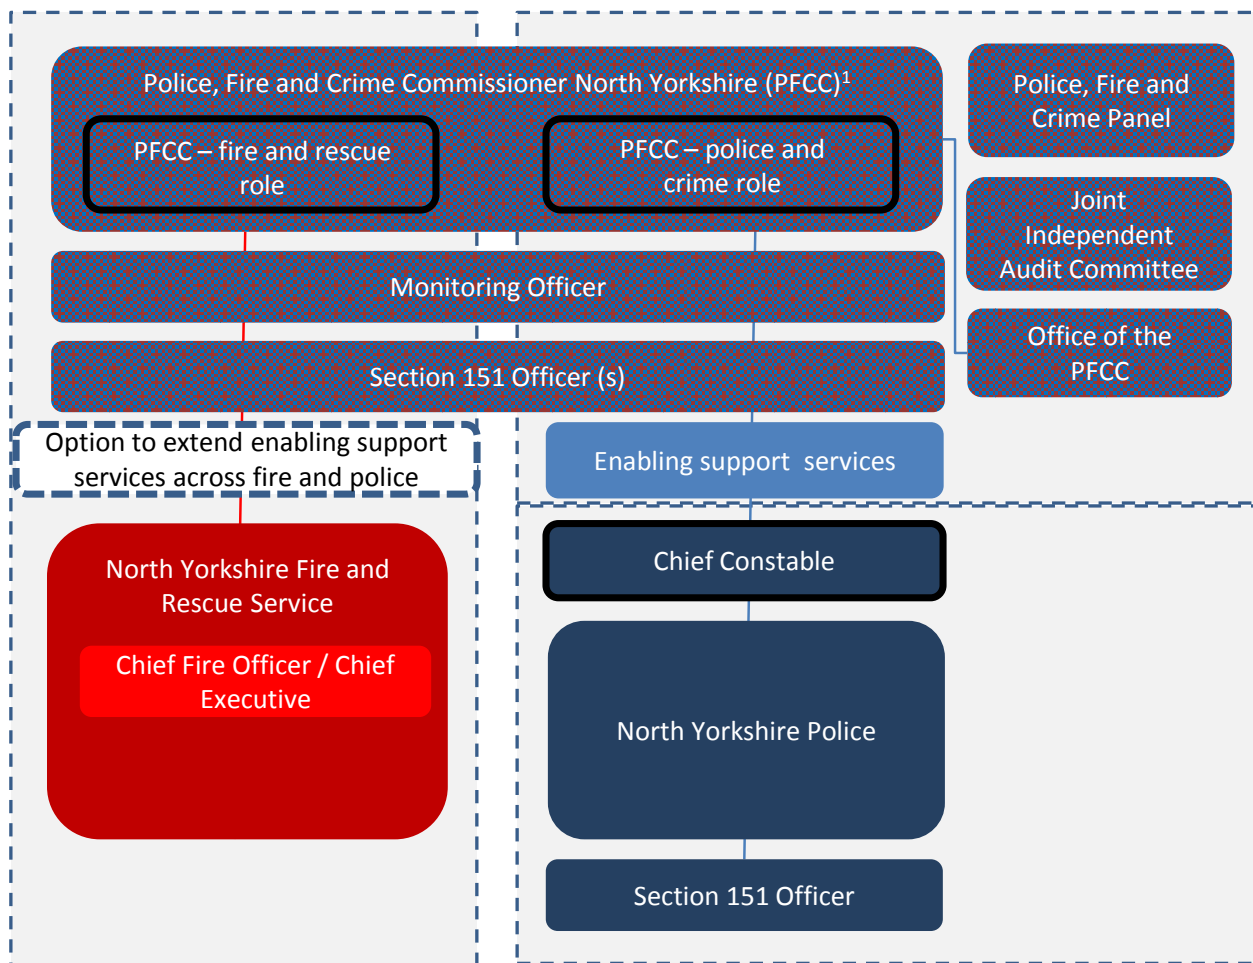 Police, Fire and Crime Commissioner North Yorkshire (PFCC)¹
PFCC – fire and rescue
role
PFCC – police and
crime role
Police, Fire and
Crime Panel
Joint
Independent
Audit Committee
Office of the
PFCC
Monitoring Officer
Section 151 Officer (s)
Option to extend enabling support
services across fire and police
Enabling support services
North Yorkshire Fire and
Rescue Service
Chief Fire Officer / Chief
Executive
Chief Constable
North Yorkshire Police
Section 151 Officer